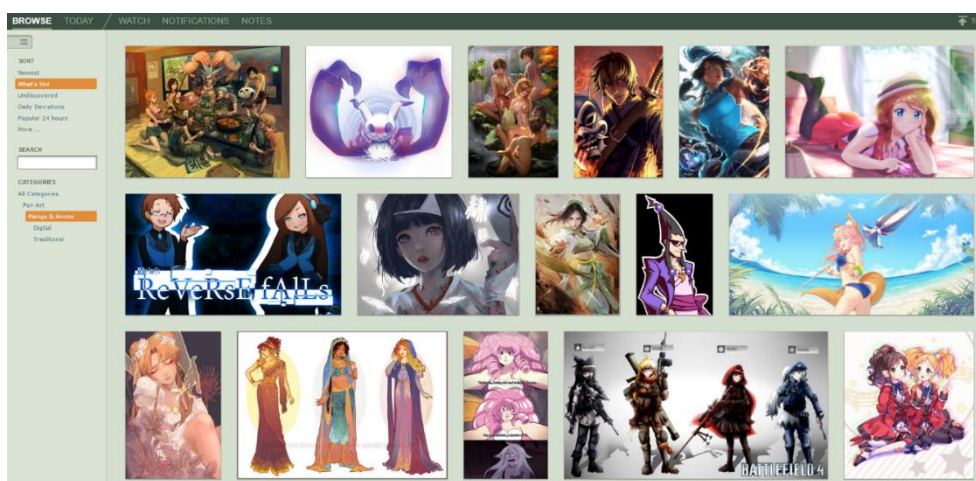 BROWSE TODAY WATCH NOTIFICATIONS NOTES
SORT
Newest
What's Hot
Undiscovered
Daily Deviations
Popular 24 hours
More ...
SEARCH
CATEGORIES
All Categories
Fan Art
Manga & Anime
Digital
Traditional
ReVeRsE fAlLs
BATTLEFIELD 4